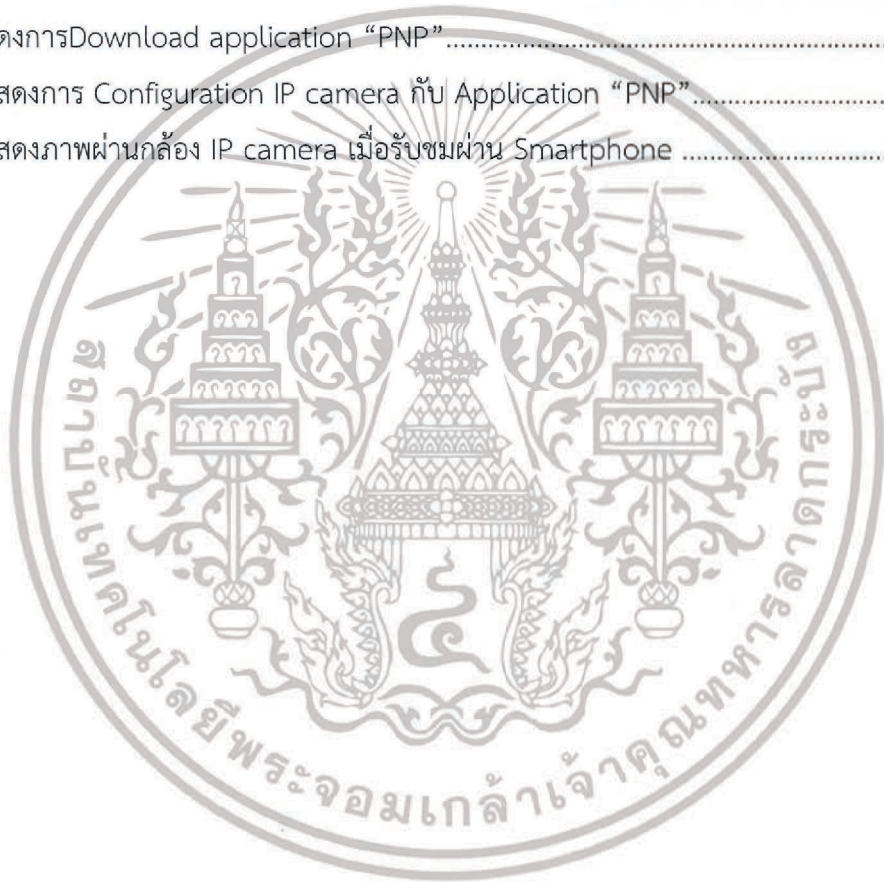 ดงการDownload application “PNP”................................................................
สดงการ Configuration IP camera กับ Application “PNP”............................
สดงภาพผ่านกล้อง IP camera เมื่อรับชมผ่าน Smartphone ..............................
สถาบันเทคโนโลยีพระจอมเกล้าเจ้าคุณทหารลาดกระบัง
๔